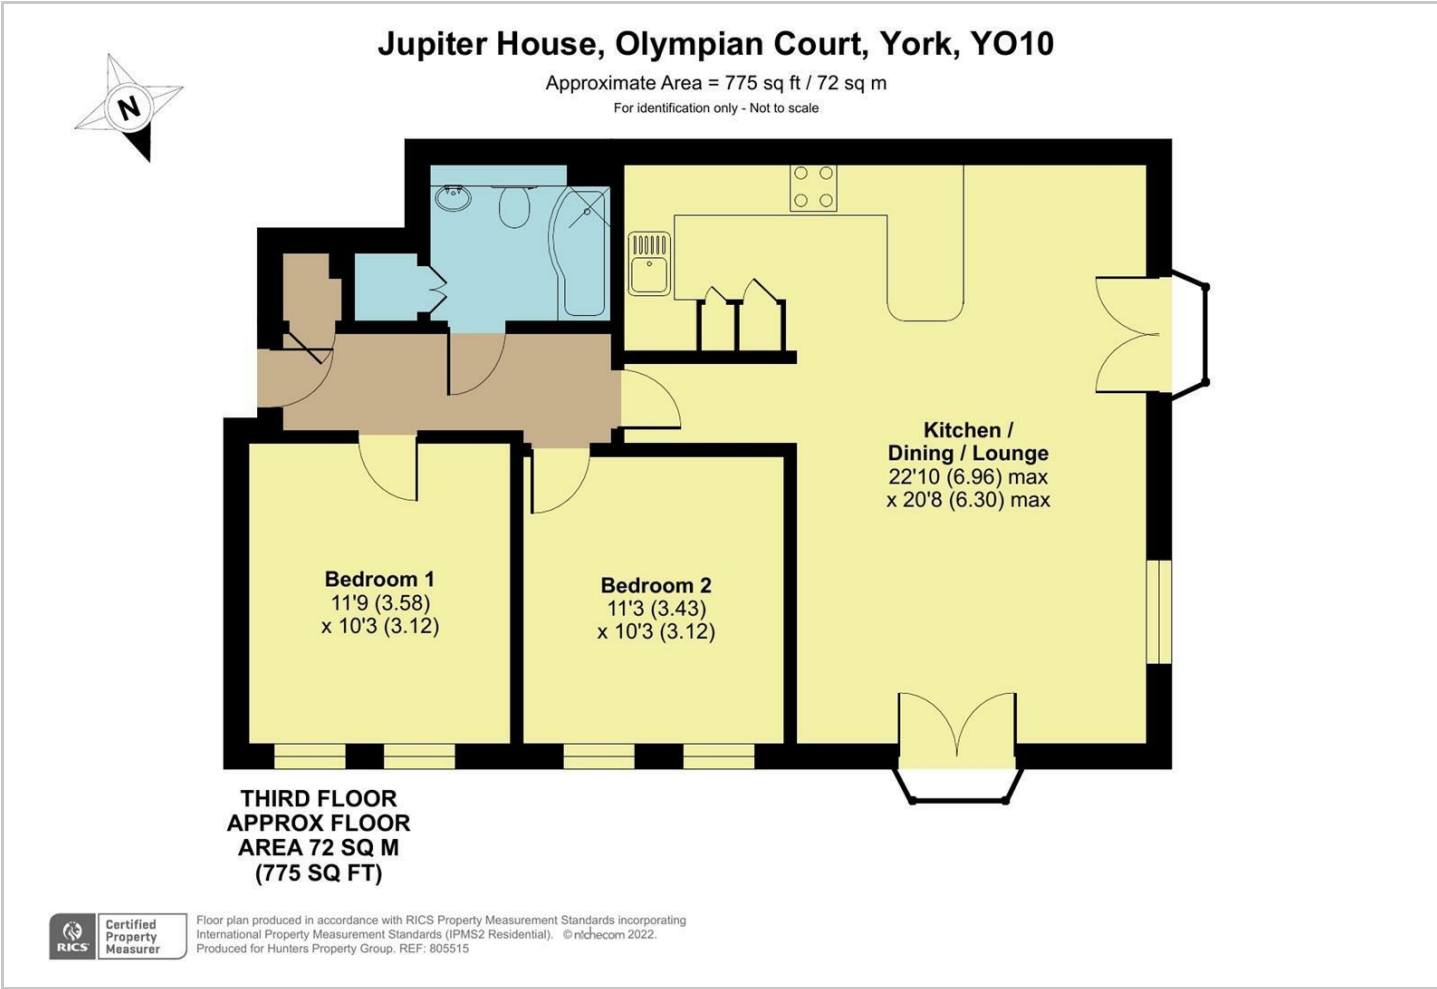 Jupiter House, Olympian Court, York, YO10
Approximate Area = 775 sq ft / 72 sq m
For identification only - Not to scale
N
Kitchen /
Dining / Lounge
22'10 (6.96) max
x 20'8 (6.30) max
Bedroom 1
11'9 (3.58)
x 10'3 (3.12)
Bedroom 2
11'3 (3.43)
x 10'3 (3.12)
THIRD FLOOR
APPROX FLOOR
AREA 72 SQ M
(775 SQ FT)
RICS
Certified
Property
Measurer
Floor plan produced in accordance with RICS Property Measurement Standards incorporating
International Property Measurement Standards (IPMS2 Residential). © nichecom 2022.
Produced for Hunters Property Group. REF: 805515